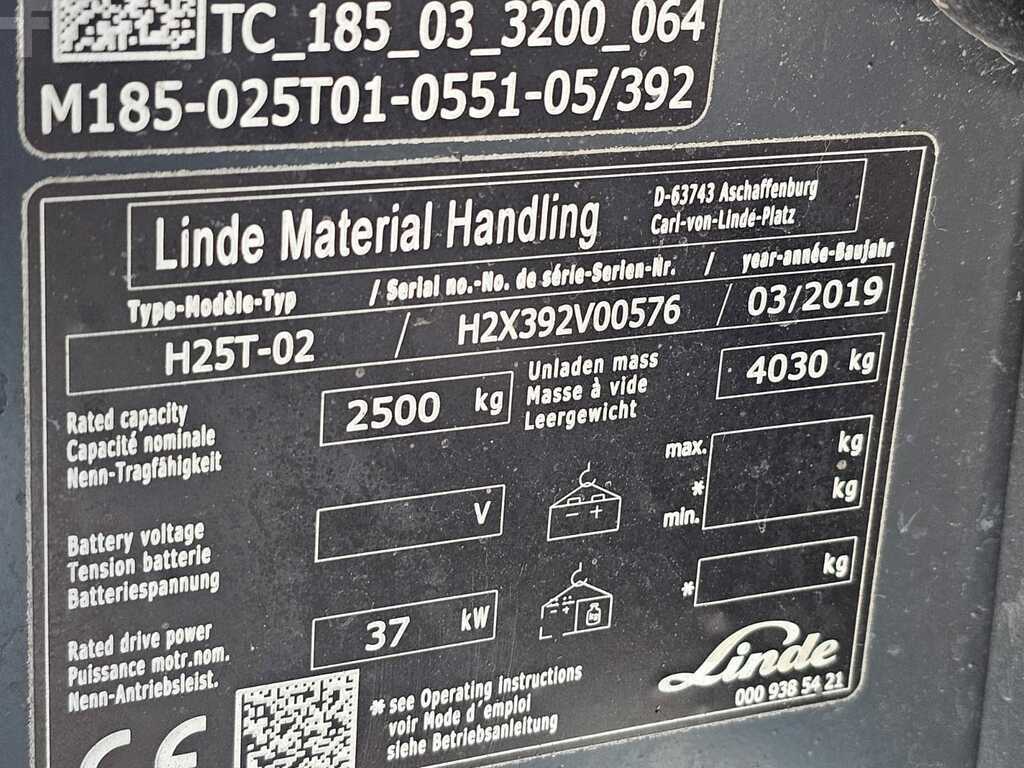 TC_185_03_3200_064
M185-025T01-0551-05/392
Linde Material Handling
D-63743 Aschaffenburg
Carl-von-Linde-Platz
Type-Modèle-Typ / Serial no.-No. de série-Serien-Nr. / year-année-Baujahr
H25T-02 / H2X392V00576 / 03/2019
Rated capacity
Capacité nominale
Nenn-Tragfähigkeit
2500 kg
Unladen mass
Masse à vide
Leergewicht
4030 kg
Battery voltage
Tension batterie
Batteriespannung
V
- +
max. kg
* kg
min.
* kg
Rated drive power
Puissance motr.nom.
Nenn-Antriebsleist.
37 kW
kg
* see Operating instructions
voir Mode d'emploi
siehe Betriebsanleitung
Linde
000 938 54 21
CE